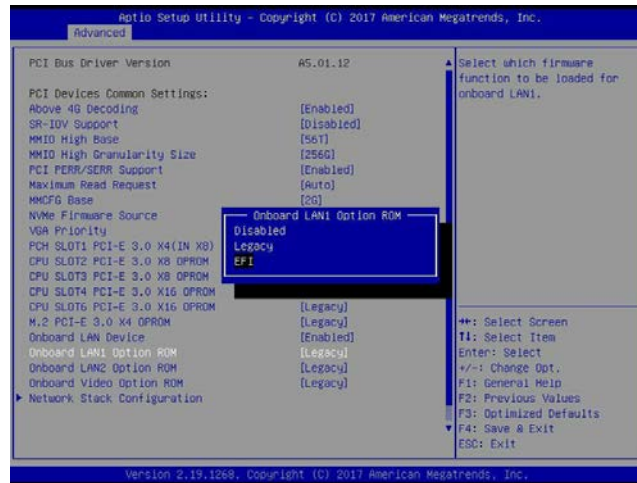 Aptio Setup Utility - Copyright (C) 2017 American Megatrends, Inc.
Advanced
PCI Bus Driver Version A5.01.12
PCI Devices Common Settings:
Above 4G Decoding [Enabled]
SR-IOV Support [Disabled]
MMIO High Base [56T]
MMIO High Granularity Size [256G]
PCI PERR/SERR Support [Enabled]
Maximum Read Request [Auto]
MMCFG Base [2G]
NVMe Firmware Source
VGA Priority
PCH SLOT1 PCI-E 3.0 X4(IN X8)
CPU SLOT2 PCI-E 3.0 X8 OPROM
CPU SLOT3 PCI-E 3.0 X8 OPROM
CPU SLOT4 PCI-E 3.0 X16 OPROM
CPU SLOT6 PCI-E 3.0 X16 OPROM [Legacy]
M.2 PCI-E 3.0 X4 OPROM [Legacy]
Onboard LAN Device [Enabled]
Onboard LAN1 Option ROM [Legacy]
Onboard LAN2 Option ROM [Legacy]
Onboard Video Option ROM [Legacy]
Network Stack Configuration
Onboard LAN1 Option ROM
Disabled
Legacy
EFI
Select which firmware
function to be loaded for
onboard LAN1.
++: Select Screen
↑↓: Select Item
Enter: Select
+/-: Change Opt.
F1: General Help
F2: Previous Values
F3: Optimized Defaults
F4: Save & Exit
ESC: Exit
Version 2.19.1268. Copyright (C) 2017 American Megatrends, Inc.